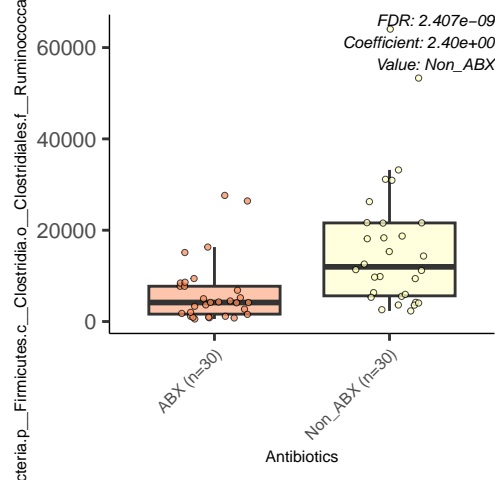 FDR: 2.407e−09
Coefficient: 2.40e+00
Value: Non_ABX
60000
40000
20000
0
cteria.p__Firmicutes.c__Clostridia.o__Clostridiales.f__Ruminococca
ABX (n=30)
Non_ABX (n=30)
Antibiotics